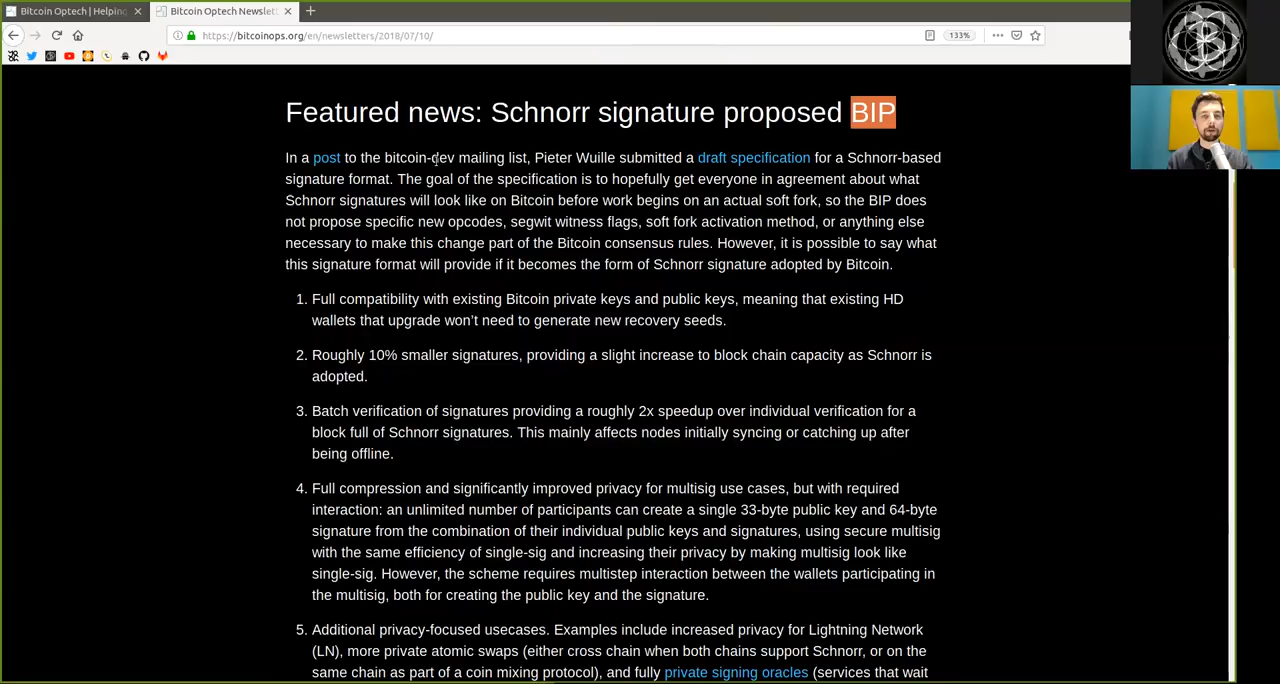 Bitcoin Optech | Helping
Bitcoin Optech Newslett
https://bitcoinops.org/en/newsletters/2018/07/10/
133%
Featured news: Schnorr signature proposed BIP
In a post to the bitcoin-dev mailing list, Pieter Wuille submitted a draft specification for a Schnorr-based
signature format. The goal of the specification is to hopefully get everyone in agreement about what
Schnorr signatures will look like on Bitcoin before work begins on an actual soft fork, so the BIP does
not propose specific new opcodes, segwit witness flags, soft fork activation method, or anything else
necessary to make this change part of the Bitcoin consensus rules. However, it is possible to say what
this signature format will provide if it becomes the form of Schnorr signature adopted by Bitcoin.
1. Full compatibility with existing Bitcoin private keys and public keys, meaning that existing HD
wallets that upgrade won't need to generate new recovery seeds.
2. Roughly 10% smaller signatures, providing a slight increase to block chain capacity as Schnorr is
adopted.
3. Batch verification of signatures providing a roughly 2x speedup over individual verification for a
block full of Schnorr signatures. This mainly affects nodes initially syncing or catching up after
being offline.
4. Full compression and significantly improved privacy for multisig use cases, but with required
interaction: an unlimited number of participants can create a single 33-byte public key and 64-byte
signature from the combination of their individual public keys and signatures, using secure multisig
with the same efficiency of single-sig and increasing their privacy by making multisig look like
single-sig. However, the scheme requires multistep interaction between the wallets participating in
the multisig, both for creating the public key and the signature.
5. Additional privacy-focused usecases. Examples include increased privacy for Lightning Network
(LN), more private atomic swaps (either cross chain when both chains support Schnorr, or on the
same chain as part of a coin mixing protocol), and fully private signing oracles (services that wait